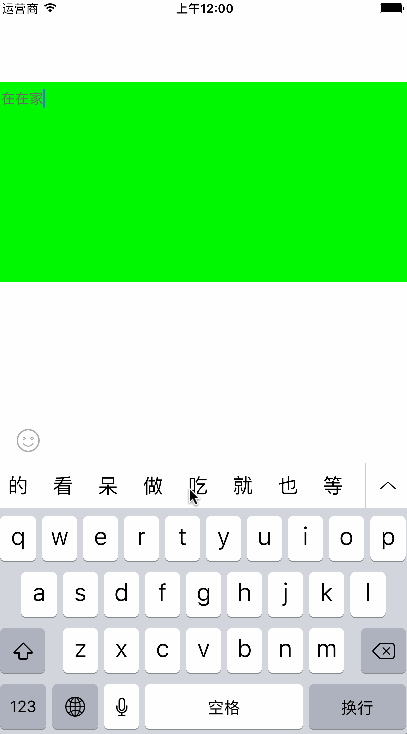 运营商 上午12:00
在在家
的 看 呆 做 吃 就 也 等
q w e r t y u i o p
a s d f g h j k l
z x c v b n m
123 空格 换行